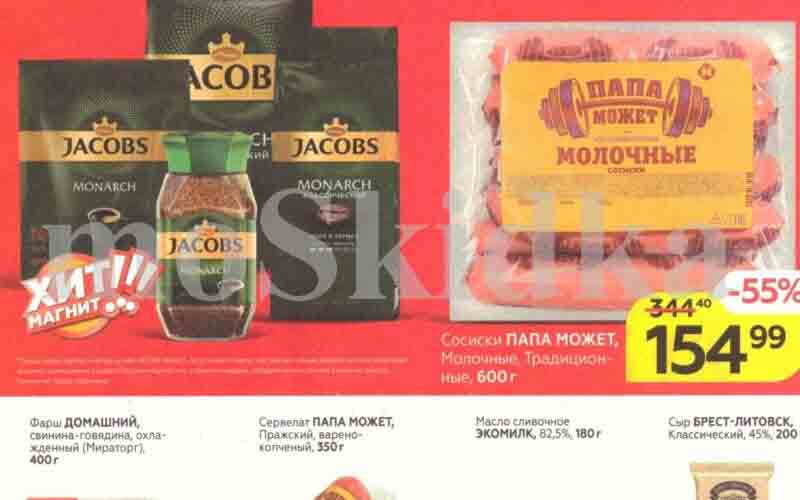 JACOBS
MONARCH
JACOB
JACOBS
MONARCH
КЛАССИЧЕСКИЙ
JACOBS
MONARCH
ХИТ!!!
МАГНИТ
ПАПА
МОЖЕТ
МОЛОЧНЫЕ
СОСИСКИ
meSkidka
-55%
344 40
154 99
Сосиски ПАПА МОЖЕТ,
Молочные, Традицион-
ные, 600 г
Фарш ДОМАШНИЙ,
свинина-говядина, охла-
жденный (Мираторг),
400 г
Сервелат ПАПА МОЖЕТ,
Пражский, варено-
копченый, 350 г
Масло сливочное
ЭКОМИЛК, 82,5%, 180 г
Сыр БРЕСТ-ЛИТОВСК,
Классический, 45%, 200